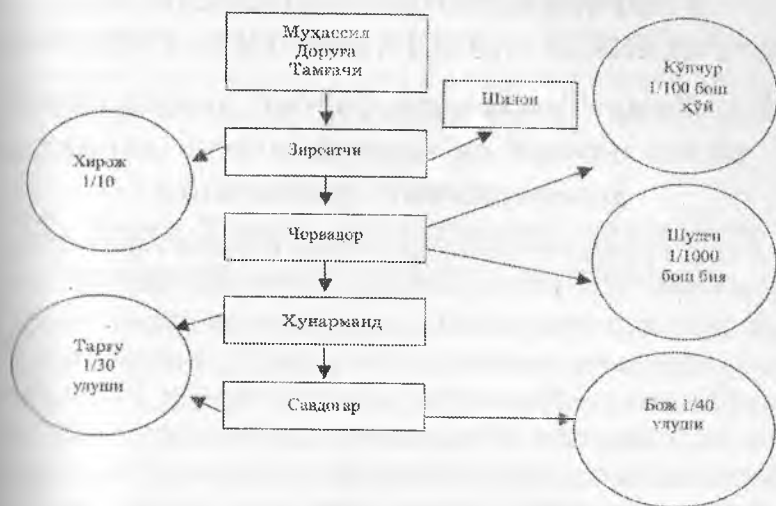 Муҳассил
Доруға
Тамғачи
Шилон
Кўпчур
1/100 бош
қўй
Хирож
1/10
Зироатчи
Чорвадор
Шулен
1/1000
бош бия
Хунарманд
Тарғу
1/30
улуши
Савдогар
Бож 1/40
улуши